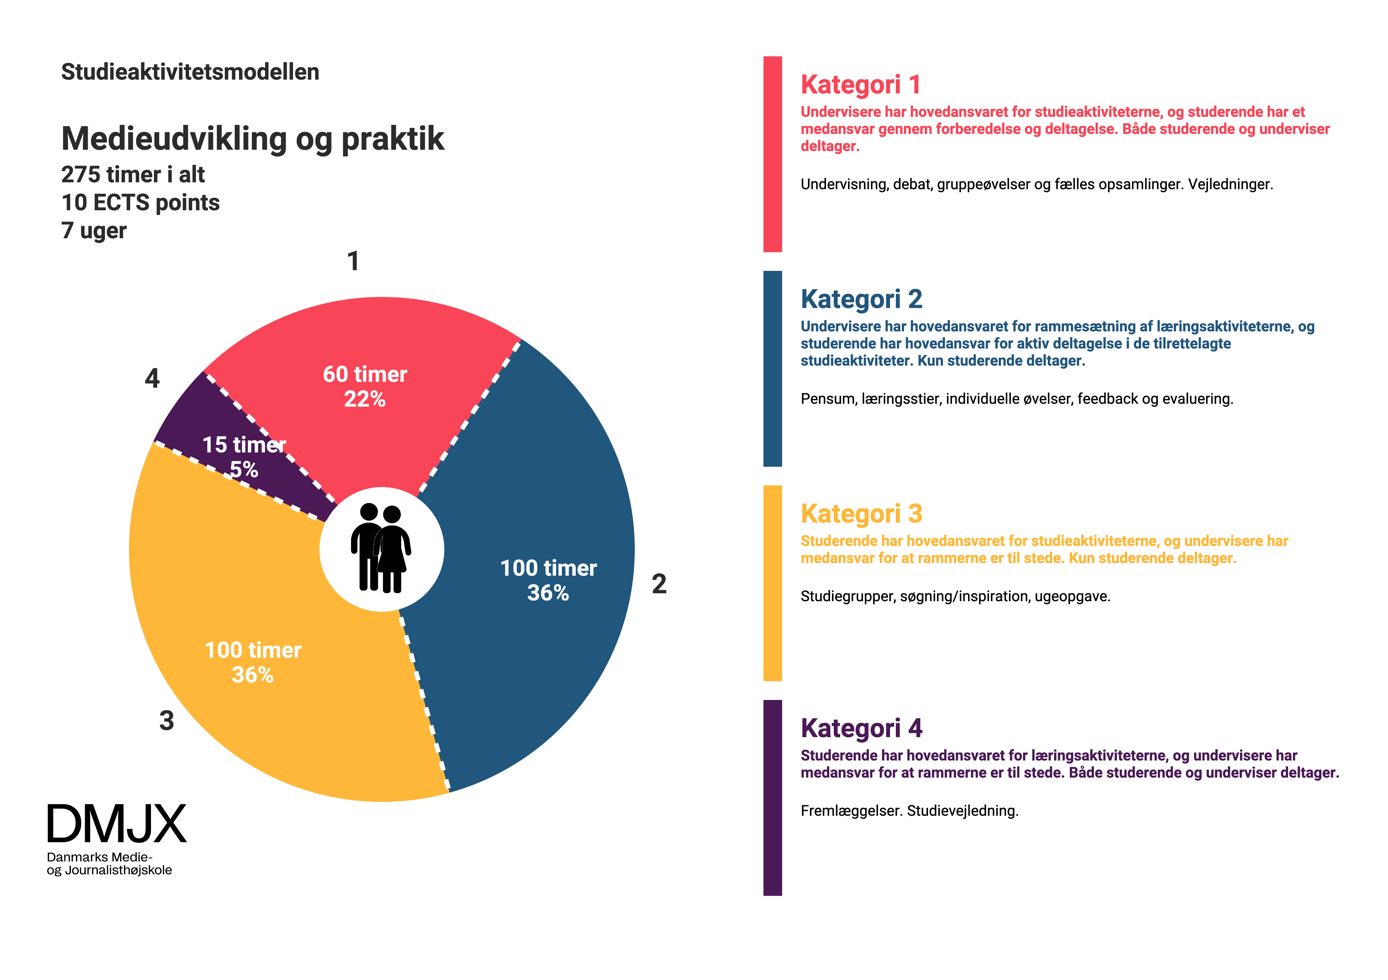 Studieaktivitetsmodellen
Medieudvikling og praktik
275 timer i alt
10 ECTS points
7 uger
1
60 timer
22%
4
15 timer
5%
100 timer
36%
2
100 timer
36%
3
DMJX
Danmarks Medie-
og Journalisthøjskole
Kategori 1
Undervisere har hovedansvaret for studieaktiviteterne, og studerende har et
medansvar gennem forberedelse og deltagelse. Både studerende og underviser
deltager.
Undervisning, debat, gruppeøvelser og fælles opsamlinger. Vejledninger.
Kategori 2
Undervisere har hovedansvaret for rammesætning af læringsaktiviteterne, og
studerende har hovedansvar for aktiv deltagelse i de tilrettelagte
studieaktiviteter. Kun studerende deltager.
Pensum, læringsstier, individuelle øvelser, feedback og evaluering.
Kategori 3
Studerende har hovedansvaret for studieaktiviteterne, og undervisere har
medansvar for at rammerne er til stede. Kun studerende deltager.
Studiegrupper, søgning/inspiration, ugeopgave.
Kategori 4
Studerende har hovedansvaret for læringsaktiviteterne, og undervisere har
medansvar for at rammerne er til stede. Både studerende og underviser deltager.
Fremlæggelser. Studievejledning.